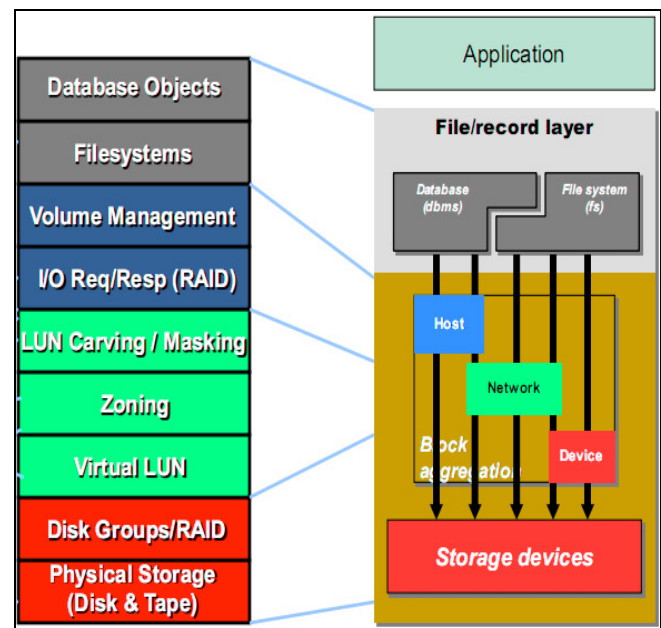 Database Objects
Filesystems
Volume Management
I/O Req/Resp (RAID)
LUN Carving / Masking
Zoning
Virtual LUN
Disk Groups/RAID
Physical Storage
(Disk & Tape)
Application
File/record layer
Database
(dbms)
File system
(fs)
Host
Network
Block
aggregation
Device
Storage devices